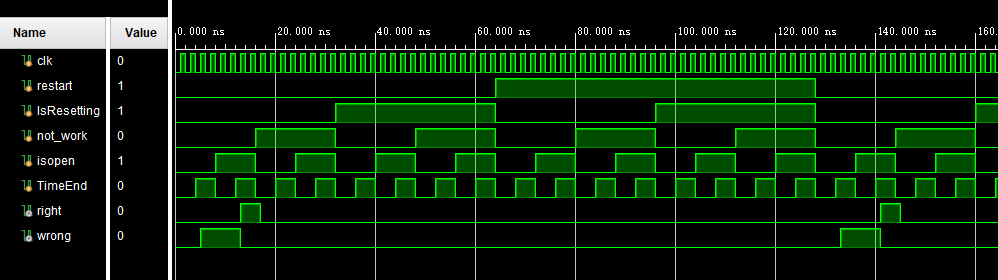 Name Value 0.000 ns 20.000 ns 40.000 ns 60.000 ns 80.000 ns 100.000 ns 120.000 ns 140.000 ns 160.
clk 0
restart 1
IsResetting 1
not_work 0
isopen 1
TimeEnd 0
right 0
wrong 0